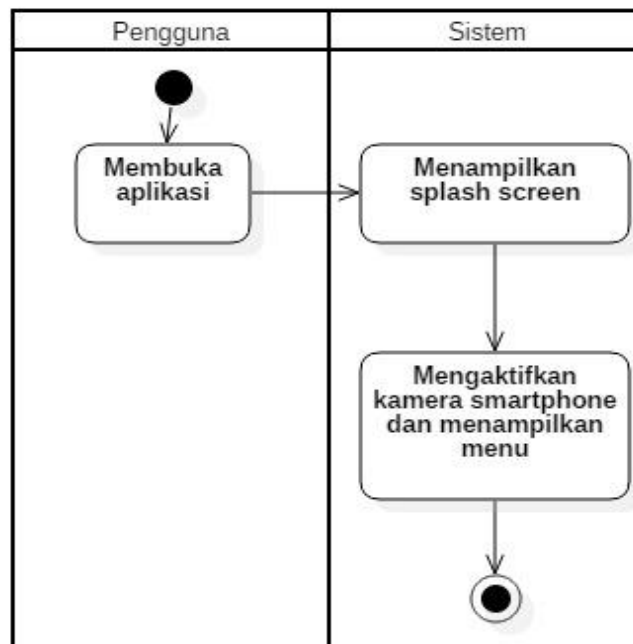 Pengguna
Sistem
Membuka
aplikasi
Menampilkan
splash screen
Mengaktifkan
kamera smartphone
dan menampilkan
menu